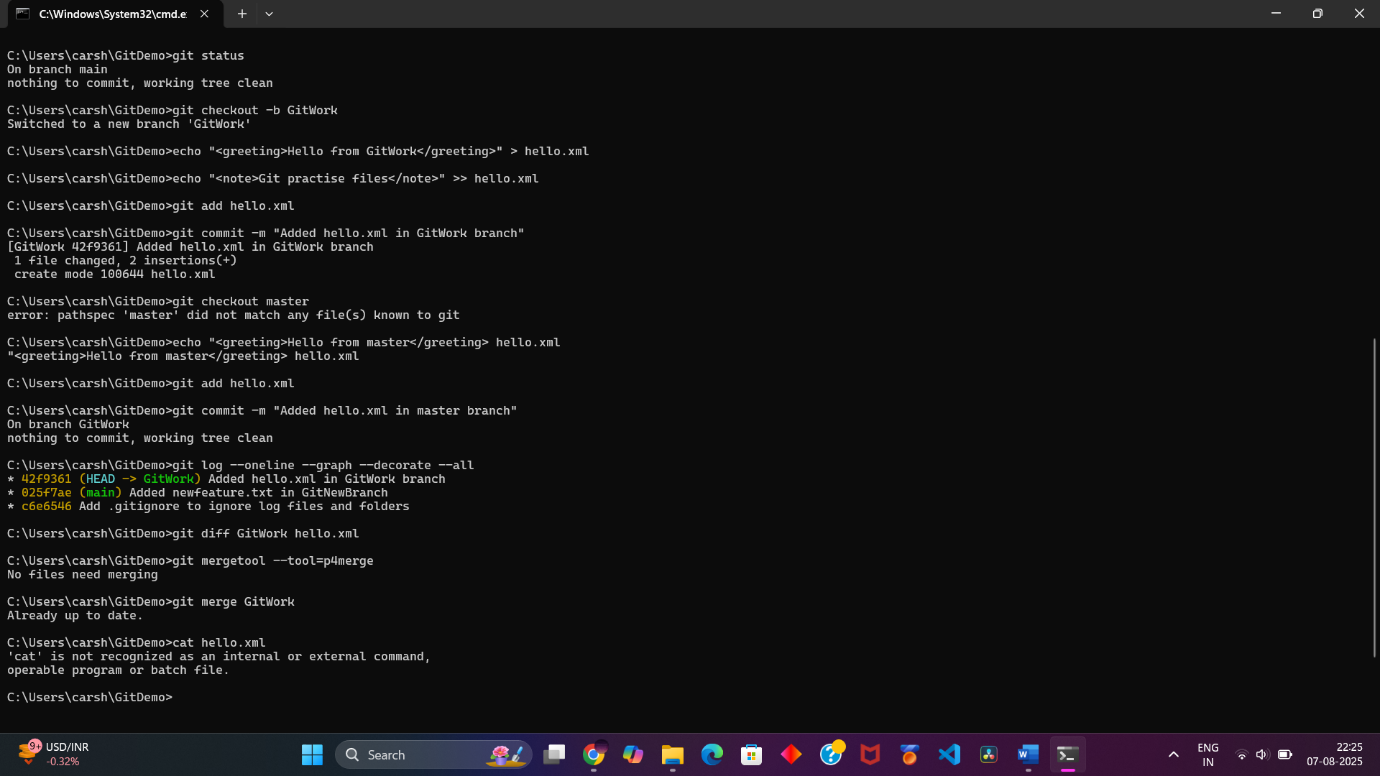 C:\Windows\System32\cmd.e:
C:\Users\carsh\GitDemo>git status
On branch main
nothing to commit, working tree clean
C:\Users\carsh\GitDemo>git checkout -b GitWork
Switched to a new branch 'GitWork'
C:\Users\carsh\GitDemo>echo "<greeting>Hello from GitWork</greeting>" > hello.xml
C:\Users\carsh\GitDemo>echo "<note>Git practise files</note>" >> hello.xml
C:\Users\carsh\GitDemo>git add hello.xml
C:\Users\carsh\GitDemo>git commit -m "Added hello.xml in GitWork branch"
[GitWork 42f9361] Added hello.xml in GitWork branch
 1 file changed, 2 insertions(+)
 create mode 100644 hello.xml
C:\Users\carsh\GitDemo>git checkout master
error: pathspec 'master' did not match any file(s) known to git
C:\Users\carsh\GitDemo>echo "<greeting>Hello from master</greeting> hello.xml
"<greeting>Hello from master</greeting> hello.xml
C:\Users\carsh\GitDemo>git add hello.xml
C:\Users\carsh\GitDemo>git commit -m "Added hello.xml in master branch"
On branch GitWork
nothing to commit, working tree clean
C:\Users\carsh\GitDemo>git log --oneline --graph --decorate --all
* 42f9361 (HEAD -> GitWork) Added hello.xml in GitWork branch
* 025f7ae (main) Added newfeature.txt in GitNewBranch
* c6e6546 Add .gitignore to ignore log files and folders
C:\Users\carsh\GitDemo>git diff GitWork hello.xml
C:\Users\carsh\GitDemo>git mergetool --tool=p4merge
No files need merging
C:\Users\carsh\GitDemo>git merge GitWork
Already up to date.
C:\Users\carsh\GitDemo>cat hello.xml
'cat' is not recognized as an internal or external command,
operable program or batch file.
C:\Users\carsh\GitDemo>
9+
USD/INR
-0.32%
Search
ENG
IN
22:25
07-08-2025